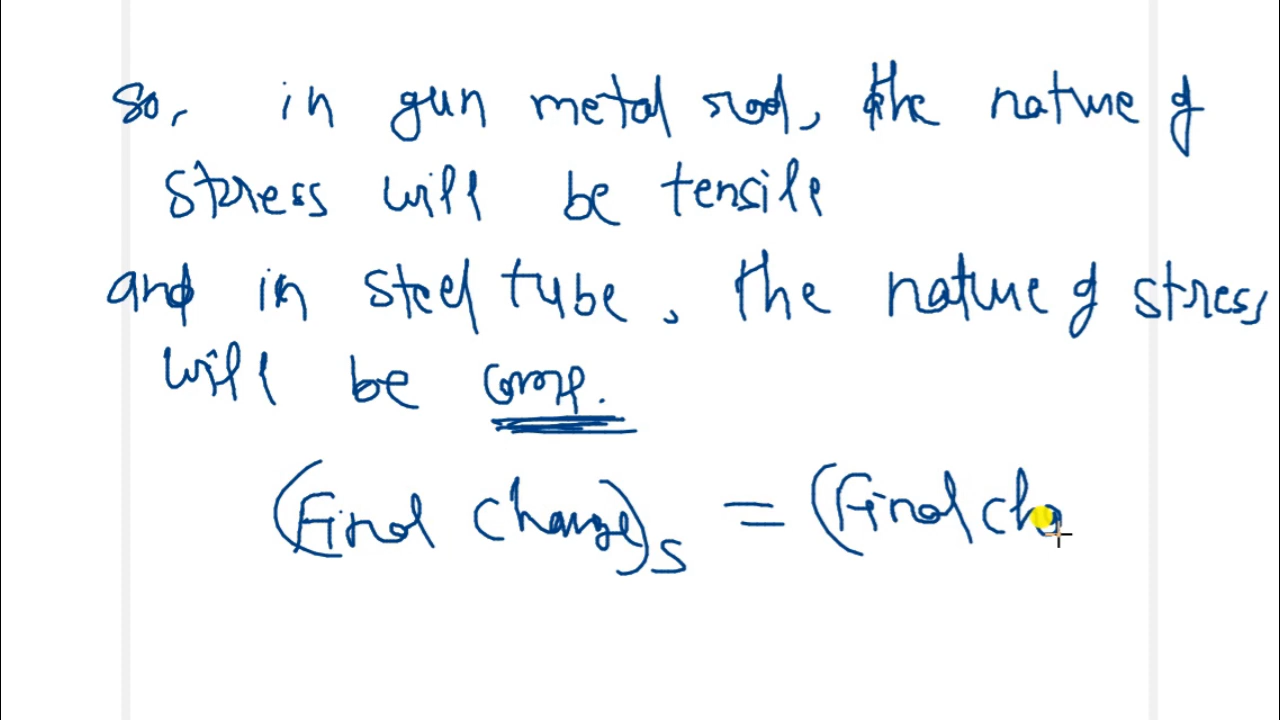 So, in gun metal rod, the nature of
stress will be tensile
and in steel tube, the nature of stress
will be comp.
(Final change)s = (Final cha